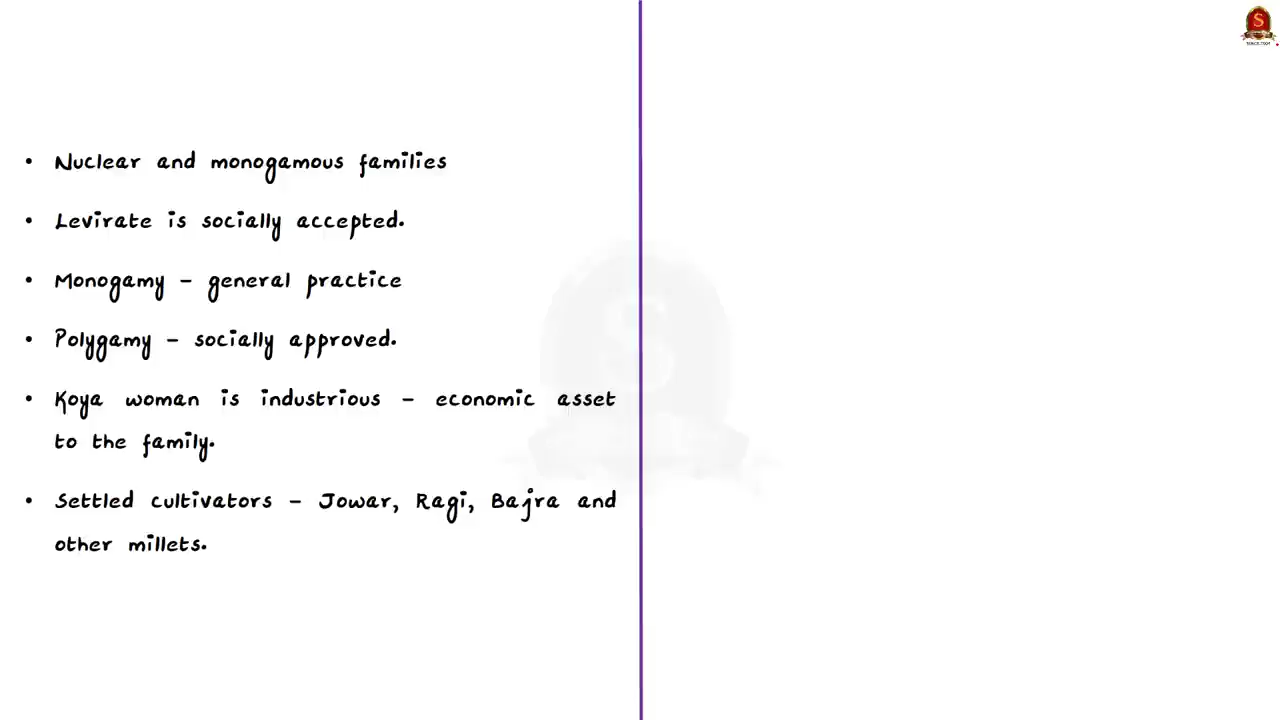 • Nuclear and monogamous families
• Levirate is socially accepted.
• Monogamy – general practice
• Polygamy – socially approved.
• Koya woman is industrious – economic asset
to the family.
• Settled cultivators – Jowar, Ragi, Bajra and
other millets.
S